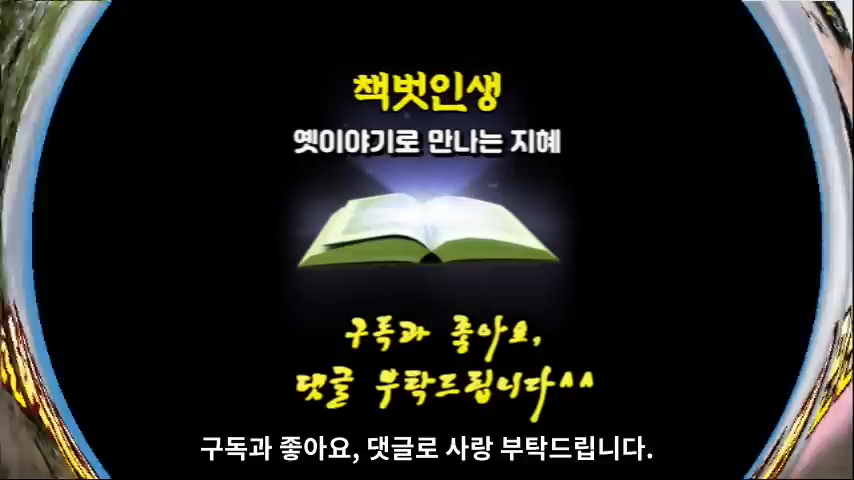 책벗인생
옛이야기로 만나는 지혜
구독과 좋아요,
댓글 부탁드립니다^^
구독과 좋아요, 댓글로 사랑 부탁드립니다.